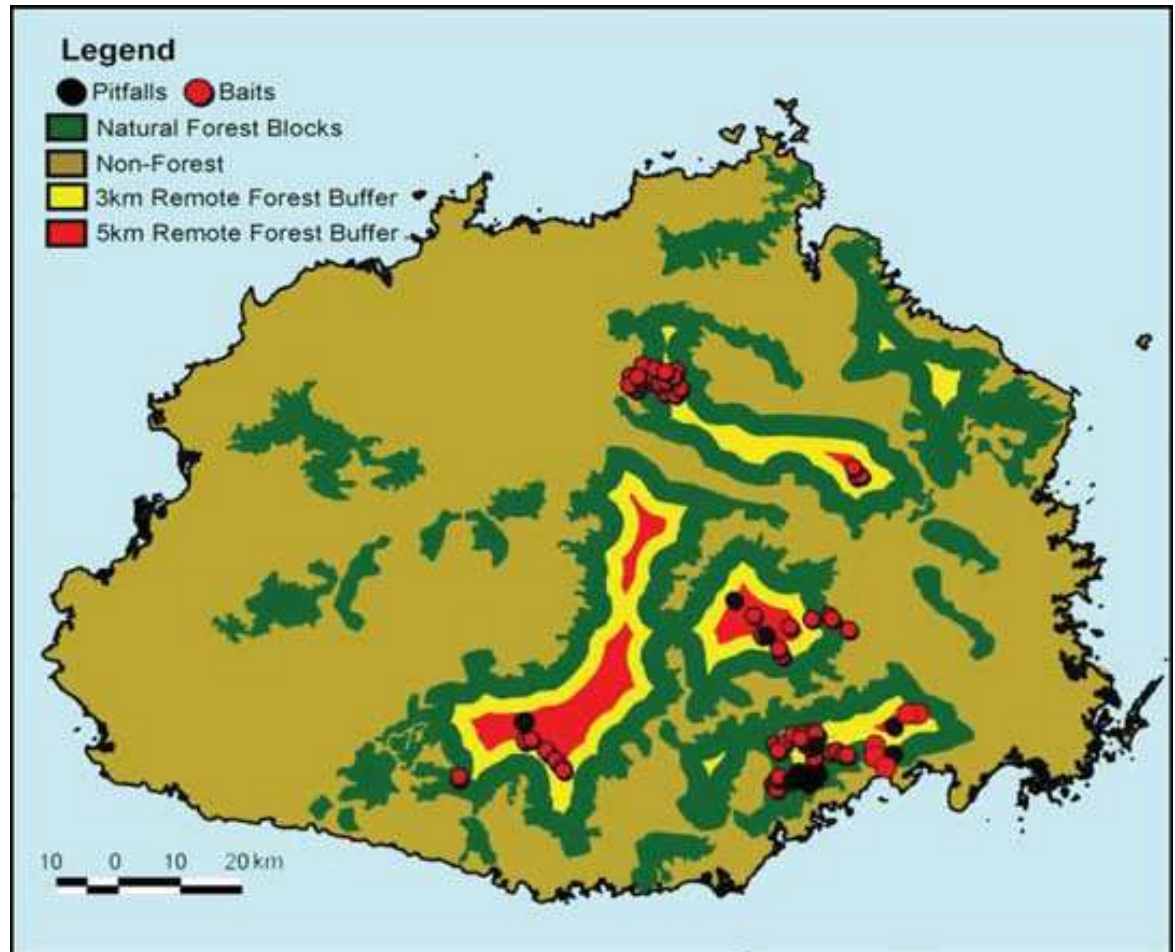 Legend
Pitfalls Baits
Natural Forest Blocks
Non-Forest
3km Remote Forest Buffer
5km Remote Forest Buffer
10 0 10 20 km